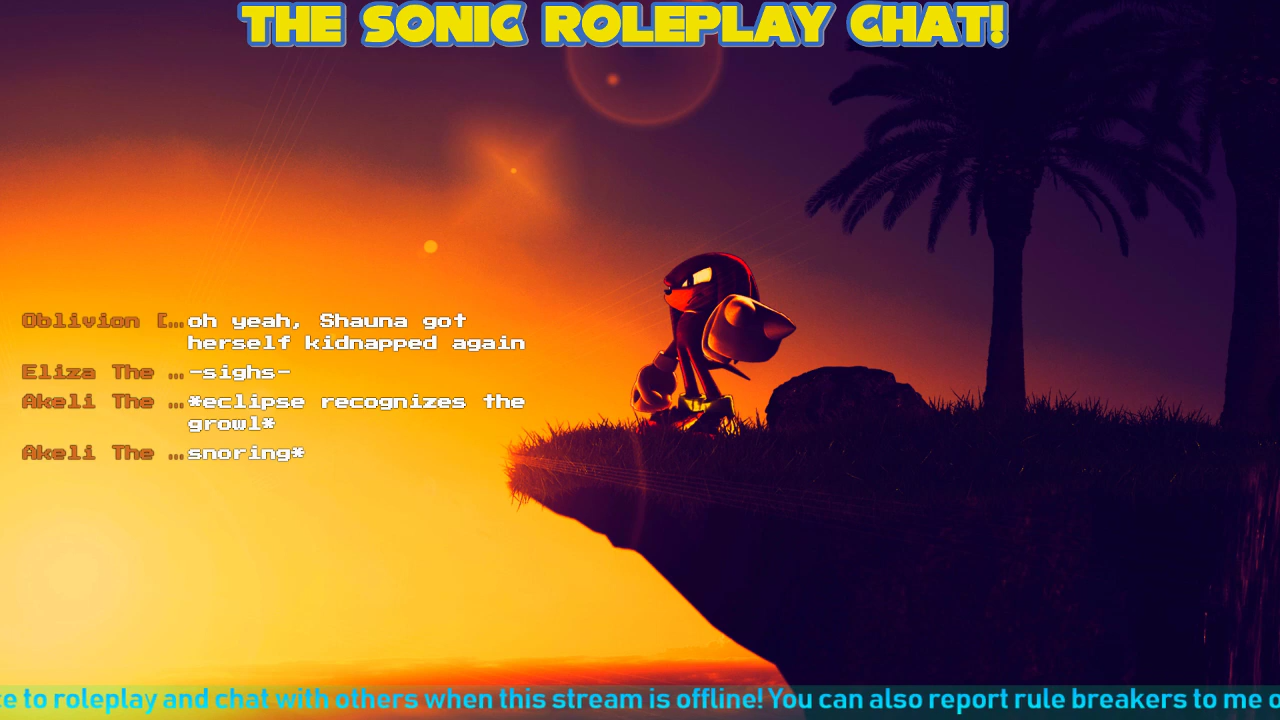 THE SONIC ROLEPLAY CHAT!
Oblivion [... oh yeah, Shauna got
herself kidnapped again
Eliza The ... -sighs-
Akeli The ... *eclipse recognizes the
growl*
Akeli The ... snoring*
to roleplay and chat with others when this stream is offline! You can also report rule breakers to me